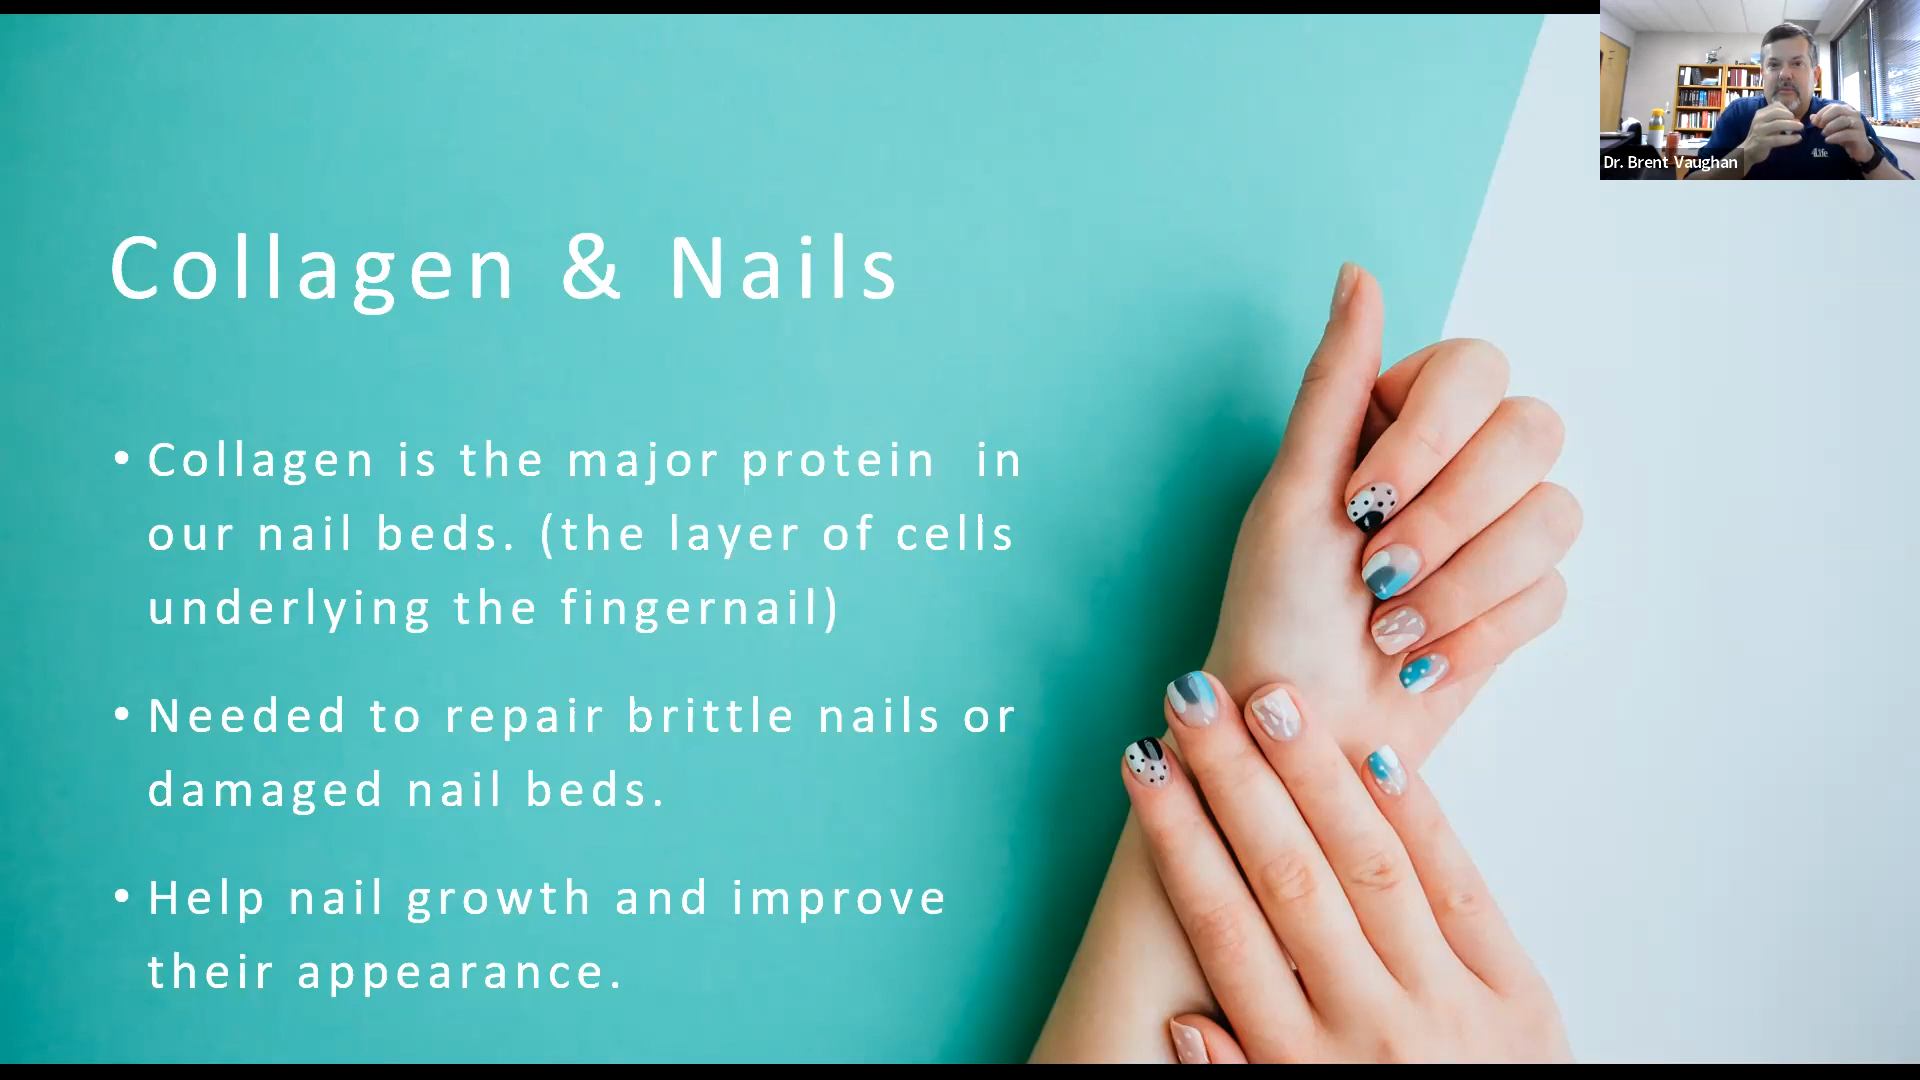 Collagen & Nails
• Collagen is the major protein in
our nail beds. (the layer of cells
underlying the fingernail)
• Needed to repair brittle nails or
damaged nail beds.
• Help nail growth and improve
their appearance.
Dr. Brent Vaughan
4Life